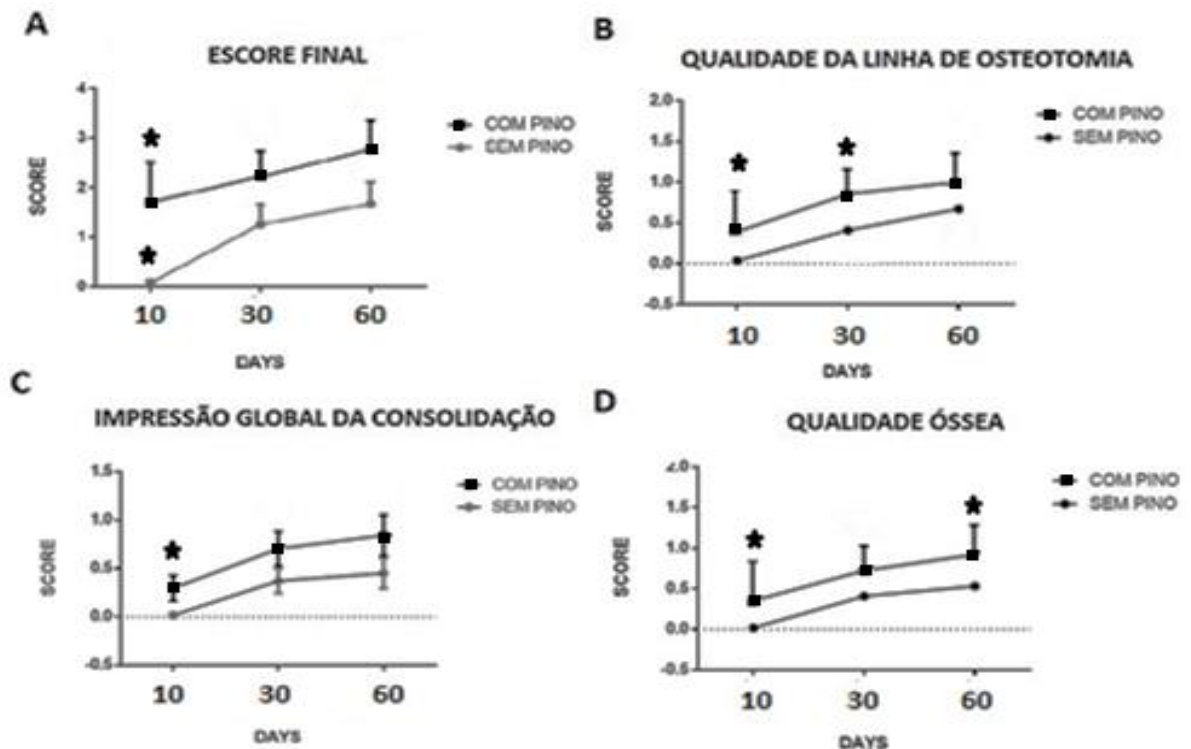 A
ESCORE FINAL
4
3
2
1
0
SCORE
10 30 60
DAYS
COM PINO
SEM PINO
B
QUALIDADE DA LINHA DE OSTEOTOMIA
2.0
1.5
1.0
0.5
0.0
-0.5
SCORE
10 30 60
DAYS
COM PINO
SEM PINO
C
IMPRESSÃO GLOBAL DA CONSOLIDAÇÃO
1.5
1.0
0.5
0.0
-0.5
SCORE
10 30 60
DAYS
COM PINO
SEM PINO
D
QUALIDADE ÓSSEA
2.0
1.5
1.0
0.5
0.0
-0.5
SCORE
10 30 60
DAYS
COM PINO
SEM PINO